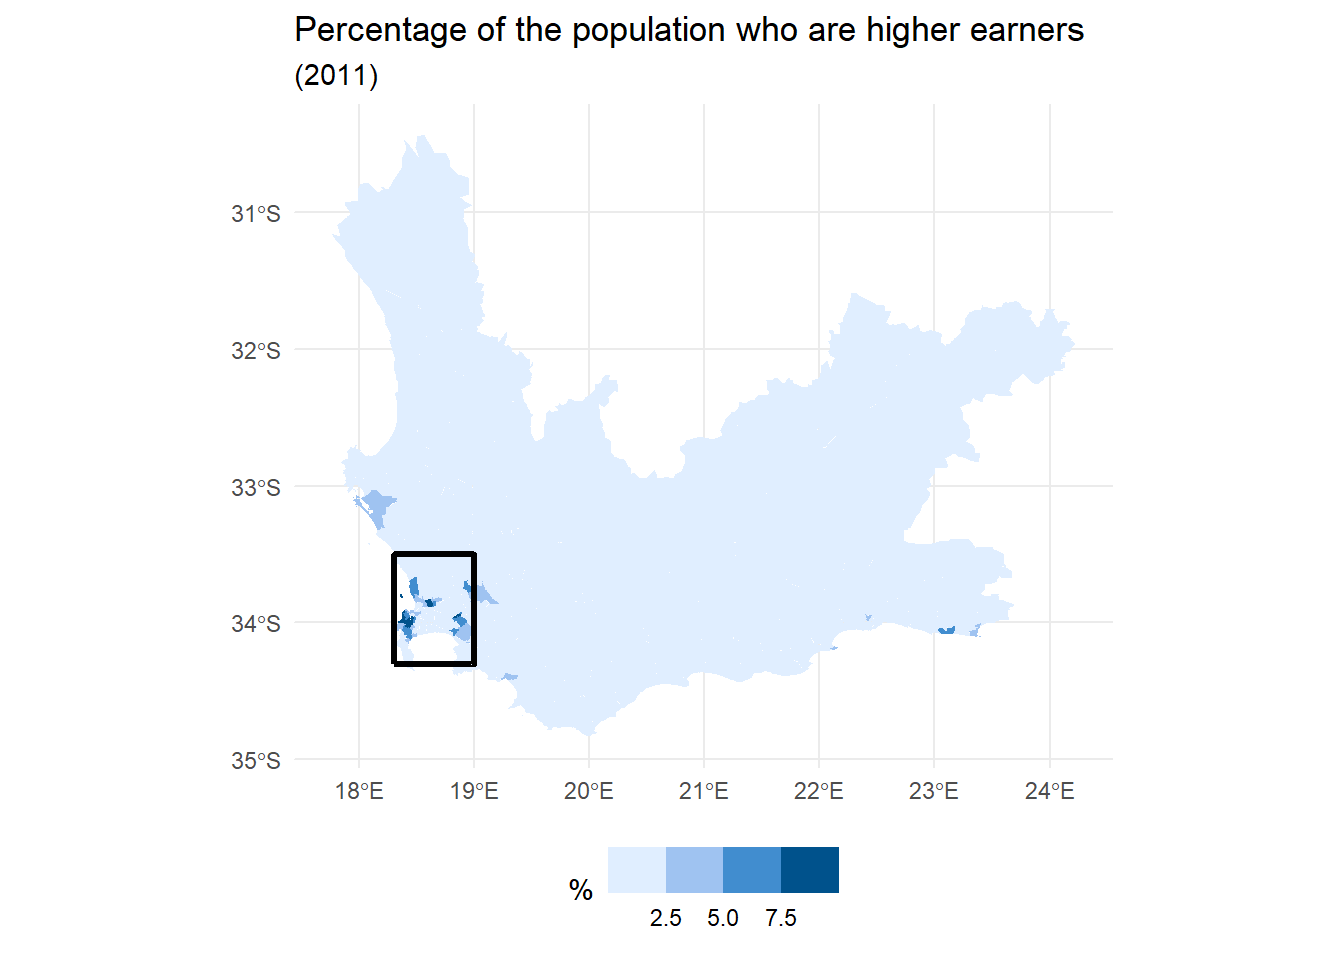 Percentage of the population who are higher earners
(2011)
31°S
32°S
33°S
34°S
35°S
18°E 19°E 20°E 21°E 22°E 23°E 24°E
%
2.5 5.0 7.5